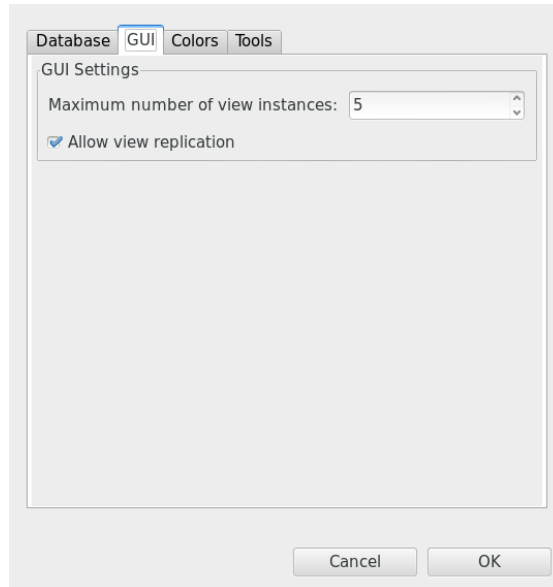 Database GUI Colors Tools
GUI Settings
Maximum number of view instances: 5
Allow view replication
Cancel OK